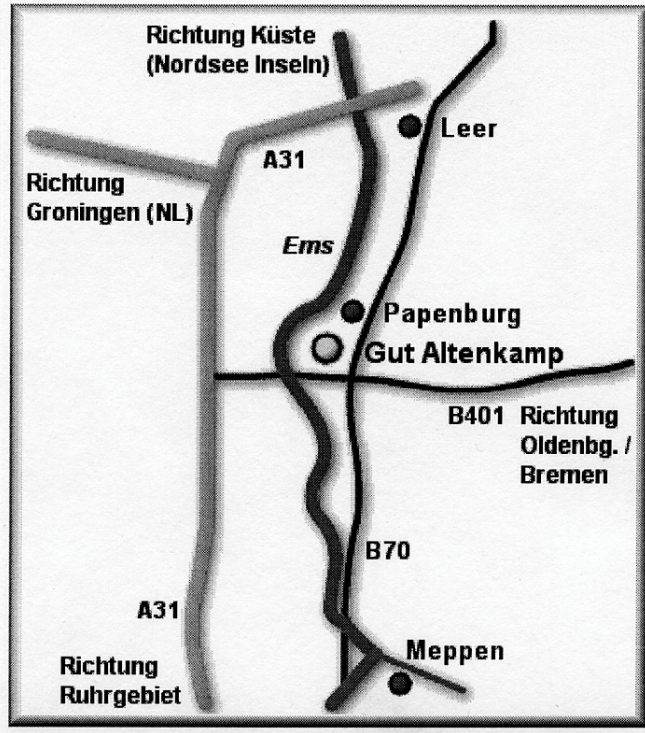 Richtung Küste
(Nordsee Inseln)
Leer
A31
Richtung
Groningen (NL)
Ems
Papenburg
Gut Altenkamp
B401 Richtung
Oldenbg. /
Bremen
B70
A31
Meppen
Richtung
Ruhrgebiet